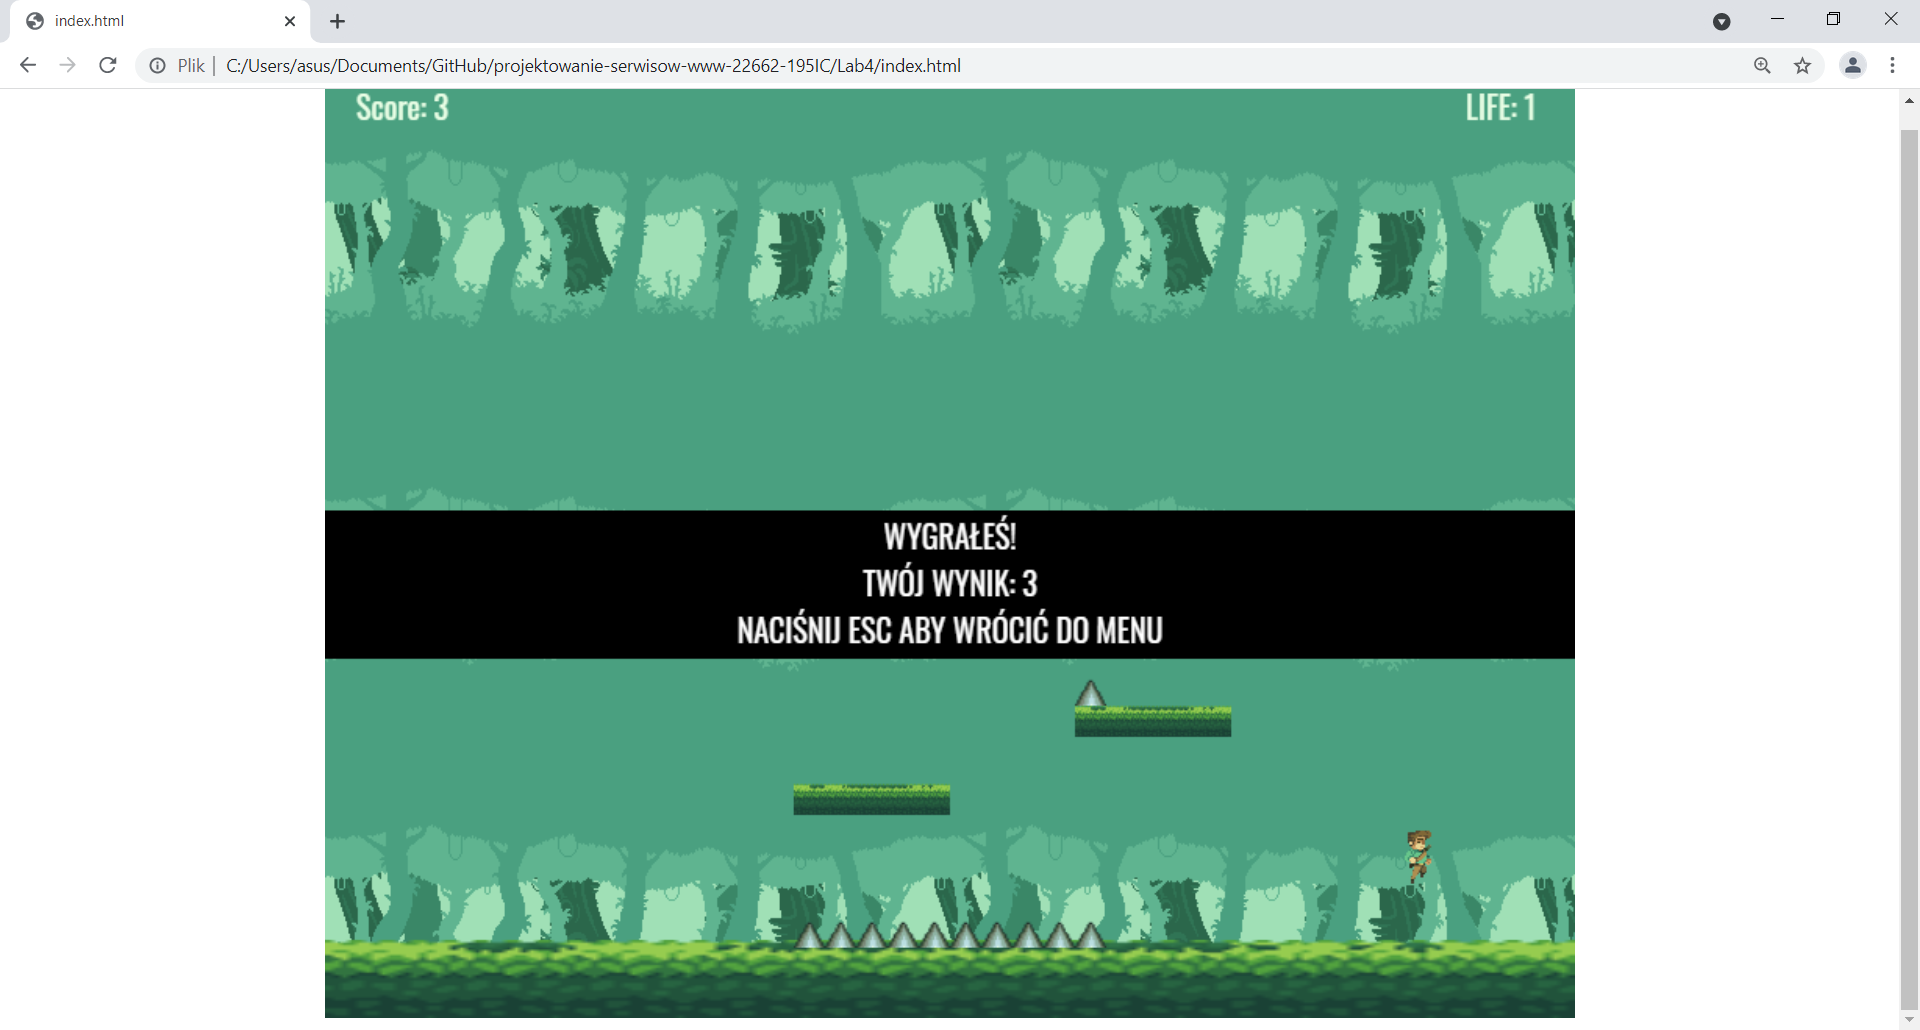 index.html
Plik C:/Users/asus/Documents/GitHub/projektowanie-serwisow-www-22662-195IC/Lab4/index.html
Score: 3 LIFE: 1
WYGRAŁEŚ!
TWÓJ WYNIK: 3
NACIŚNIJ ESC ABY WRÓCIĆ DO MENU